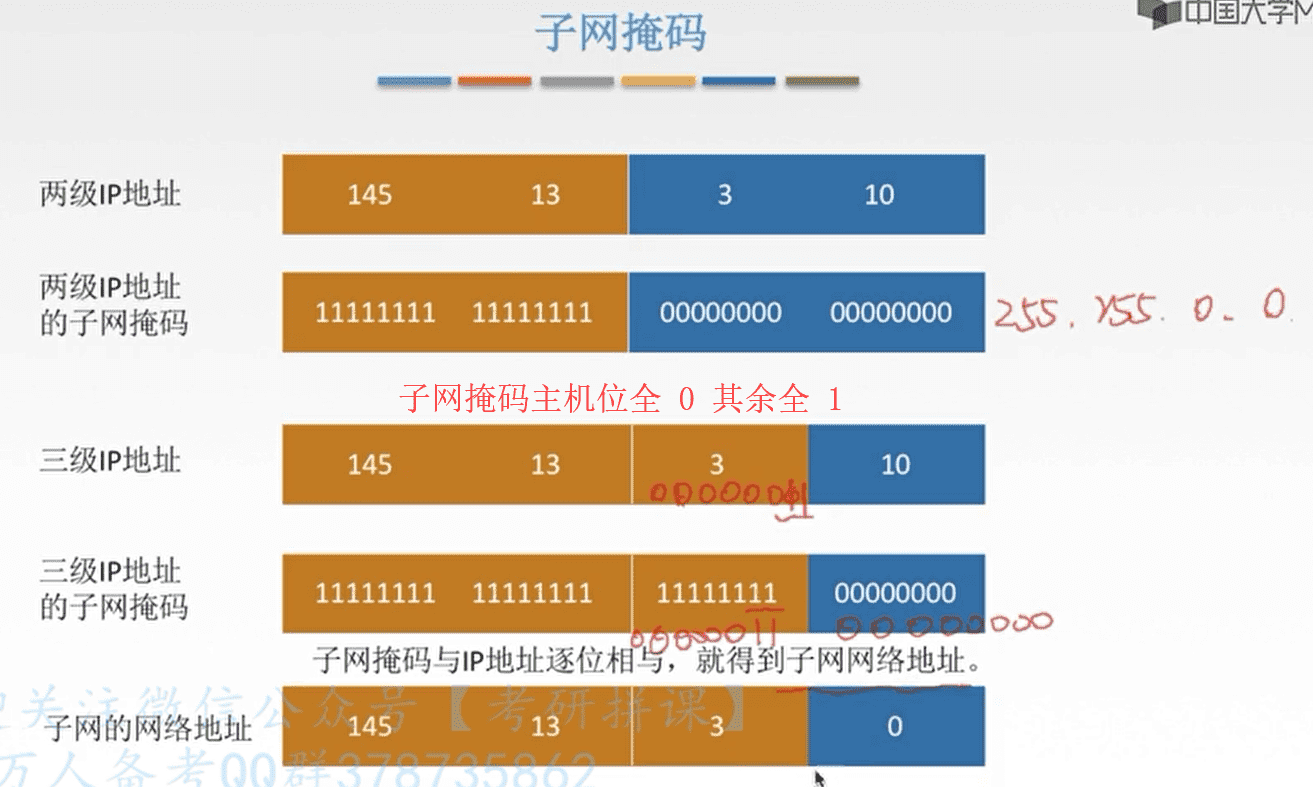 中国大学M
子网掩码
两级IP地址
145 13 3 10
两级IP地址
的子网掩码
11111111 11111111 00000000 00000000
255.255.0.0.
子网掩码主机位全 0 其余全 1
三级IP地址
145 13 3 10
00000011
三级IP地址
的子网掩码
11111111 11111111 11111111 00000000
00000011 00000000
子网掩码与IP地址逐位相与，就得到子网网络地址。
关注微信公众号【考研拼课】
子网的网络地址
145 13 3 0
万人备考QQ群378735862